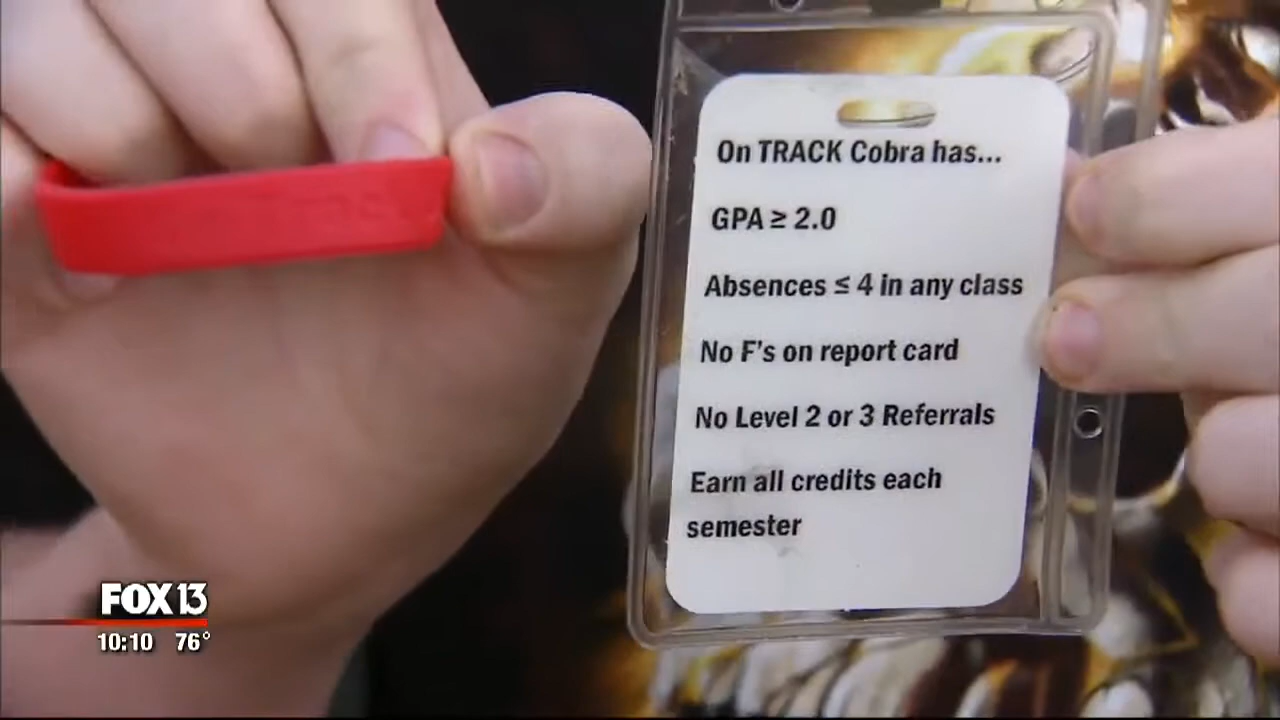 On TRACK Cobra has...
GPA ≥ 2.0
Absences ≤ 4 in any class
No F's on report card
No Level 2 or 3 Referrals
Earn all credits each
semester
FOX 13
10:10 76°